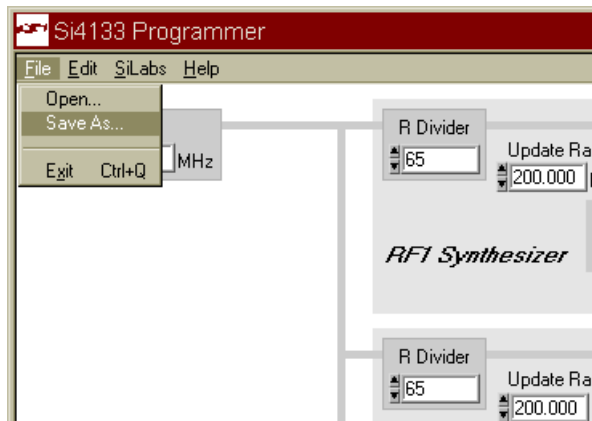 Si4133 Programmer
File Edit SiLabs Help
Open...
Save As...
Exit Ctrl+Q
MHz
R Divider
65
Update Ra
200.000
RF1 Synthesizer
R Divider
65
Update Ra
200.000